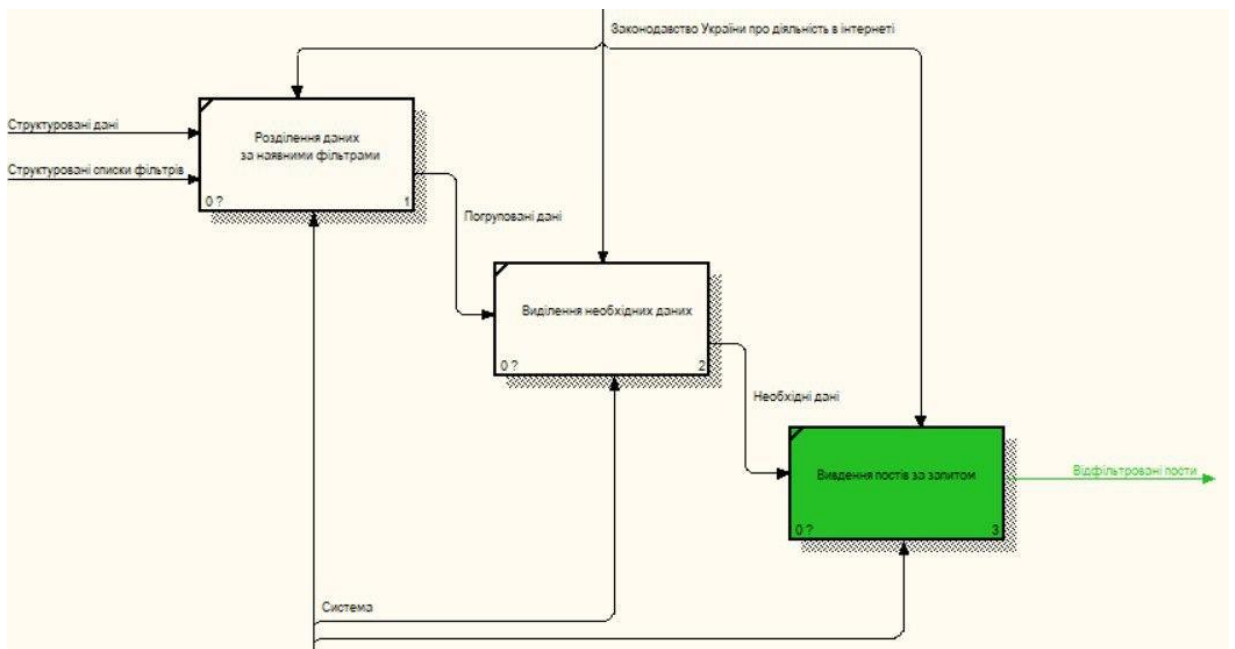 Законодавство України про діяльність в інтернеті
Структуровані дані
Розділення даних
за наявними фільтрами
Структуровані списки фільтрів
0 ?
1
Погруповані дані
Виділення необхідних даних
0 ?
2
Необхідні дані
Вивдення постів за запитом
Відфільтровані пости
0 ?
3
Система